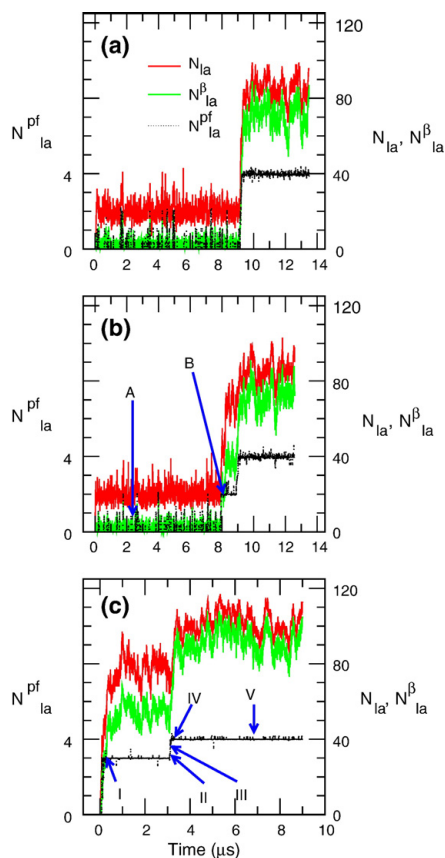 (a)
N_la
N^β_la
N^pf_la
N^pf_la
N_la, N^β_la
0
4
8
0
40
80
120
0 2 4 6 8 10 12 14
(b)
A
B
N^pf_la
N_la, N^β_la
0
4
8
0
40
80
120
0 2 4 6 8 10 12 14
(c)
IV
V
I
II
III
N^pf_la
N_la, N^β_la
0
4
8
0
40
80
120
0 2 4 6 8 10
Time (μs)